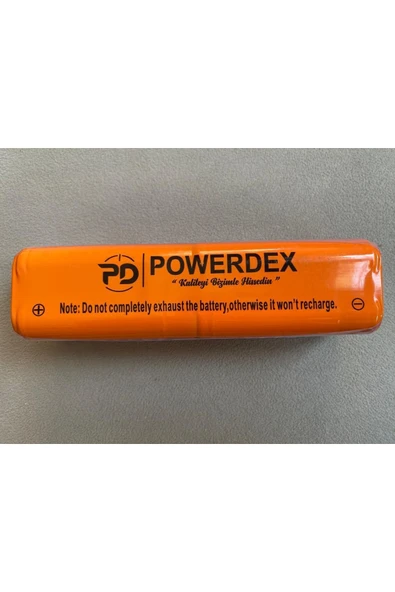 PD POWERDEX
" Kaliteyi Bizimle Hissedin "
⊕ Note: Do not completely exhaust the battery,otherwise it won't recharge. ⊖